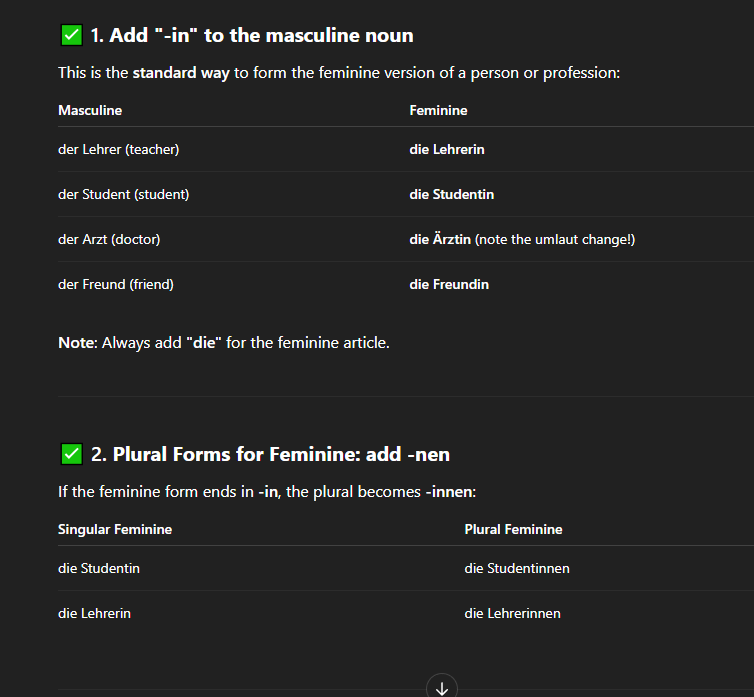 ✅ 1. Add "-in" to the masculine noun
This is the standard way to form the feminine version of a person or profession:
Masculine Feminine
der Lehrer (teacher) die Lehrerin
der Student (student) die Studentin
der Arzt (doctor) die Ärztin (note the umlaut change!)
der Freund (friend) die Freundin
Note: Always add "die" for the feminine article.
✅ 2. Plural Forms for Feminine: add -nen
If the feminine form ends in -in, the plural becomes -innen:
Singular Feminine Plural Feminine
die Studentin die Studentinnen
die Lehrerin die Lehrerinnen